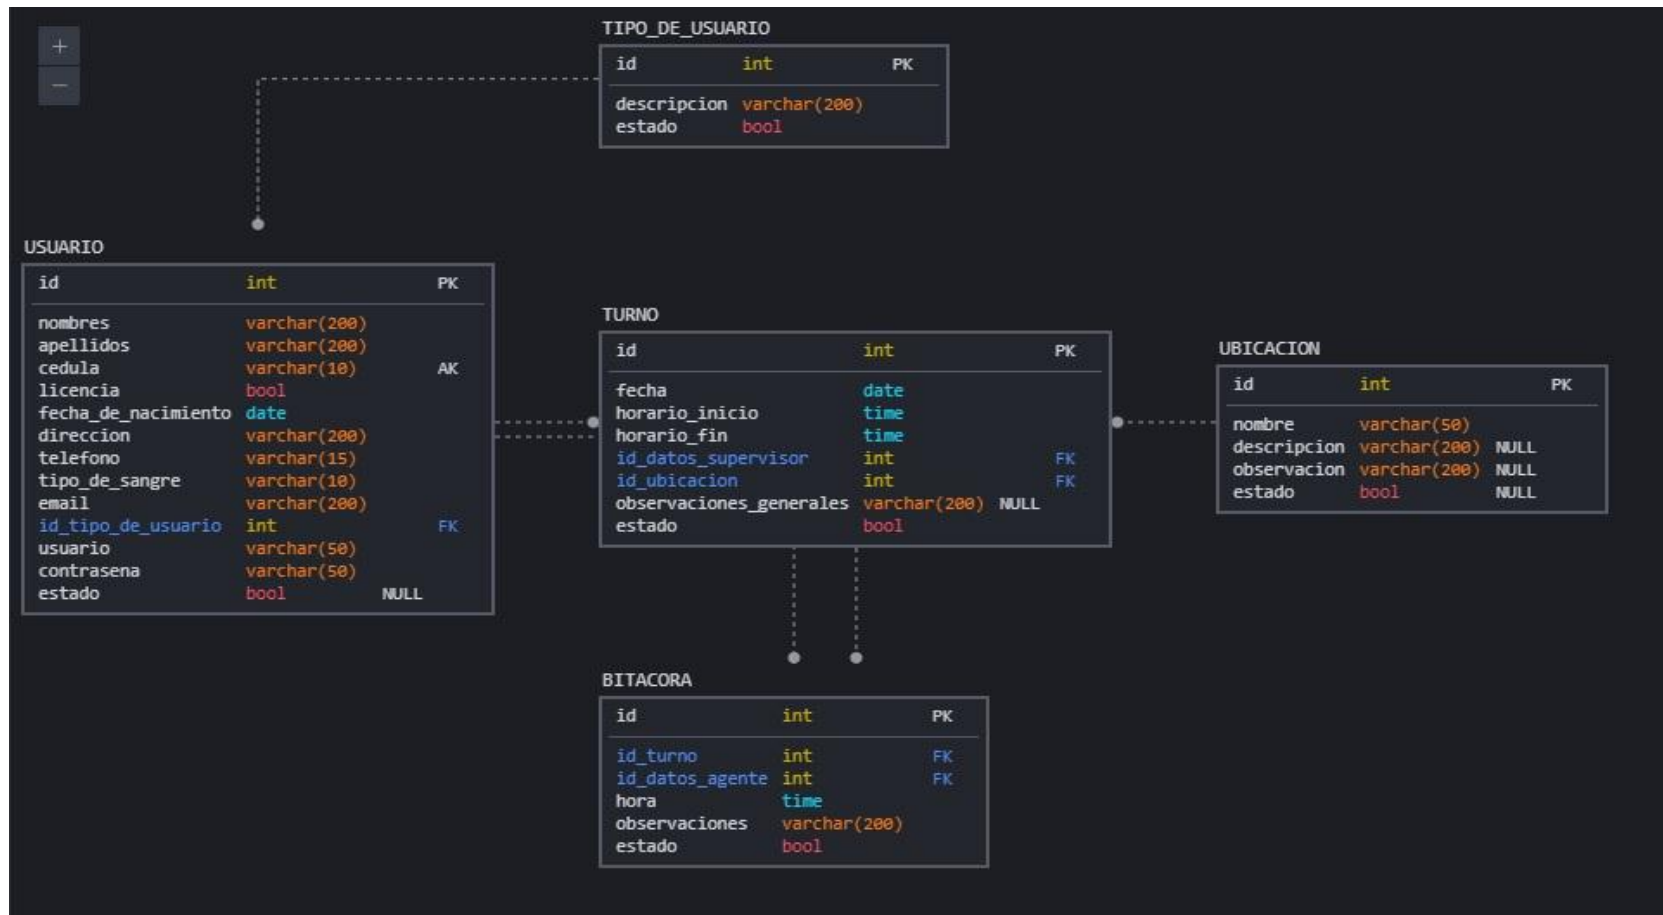 +
−
TIPO_DE_USUARIO
id int PK
descripcion varchar(200)
estado bool
USUARIO
id int PK
nombres varchar(200)
apellidos varchar(200)
cedula varchar(10) AK
licencia bool
fecha_de_nacimiento date
direccion varchar(200)
telefono varchar(15)
tipo_de_sangre varchar(10)
email varchar(200)
id_tipo_de_usuario int FK
usuario varchar(50)
contrasena varchar(50)
estado bool NULL
TURNO
id int PK
fecha date
horario_inicio time
horario_fin time
id_datos_supervisor int FK
id_ubicacion int FK
observaciones_generales varchar(200) NULL
estado bool
UBICACION
id int PK
nombre varchar(50)
descripcion varchar(200) NULL
observacion varchar(200) NULL
estado bool NULL
BITACORA
id int PK
id_turno int FK
id_datos_agente int FK
hora time
observaciones varchar(200)
estado bool